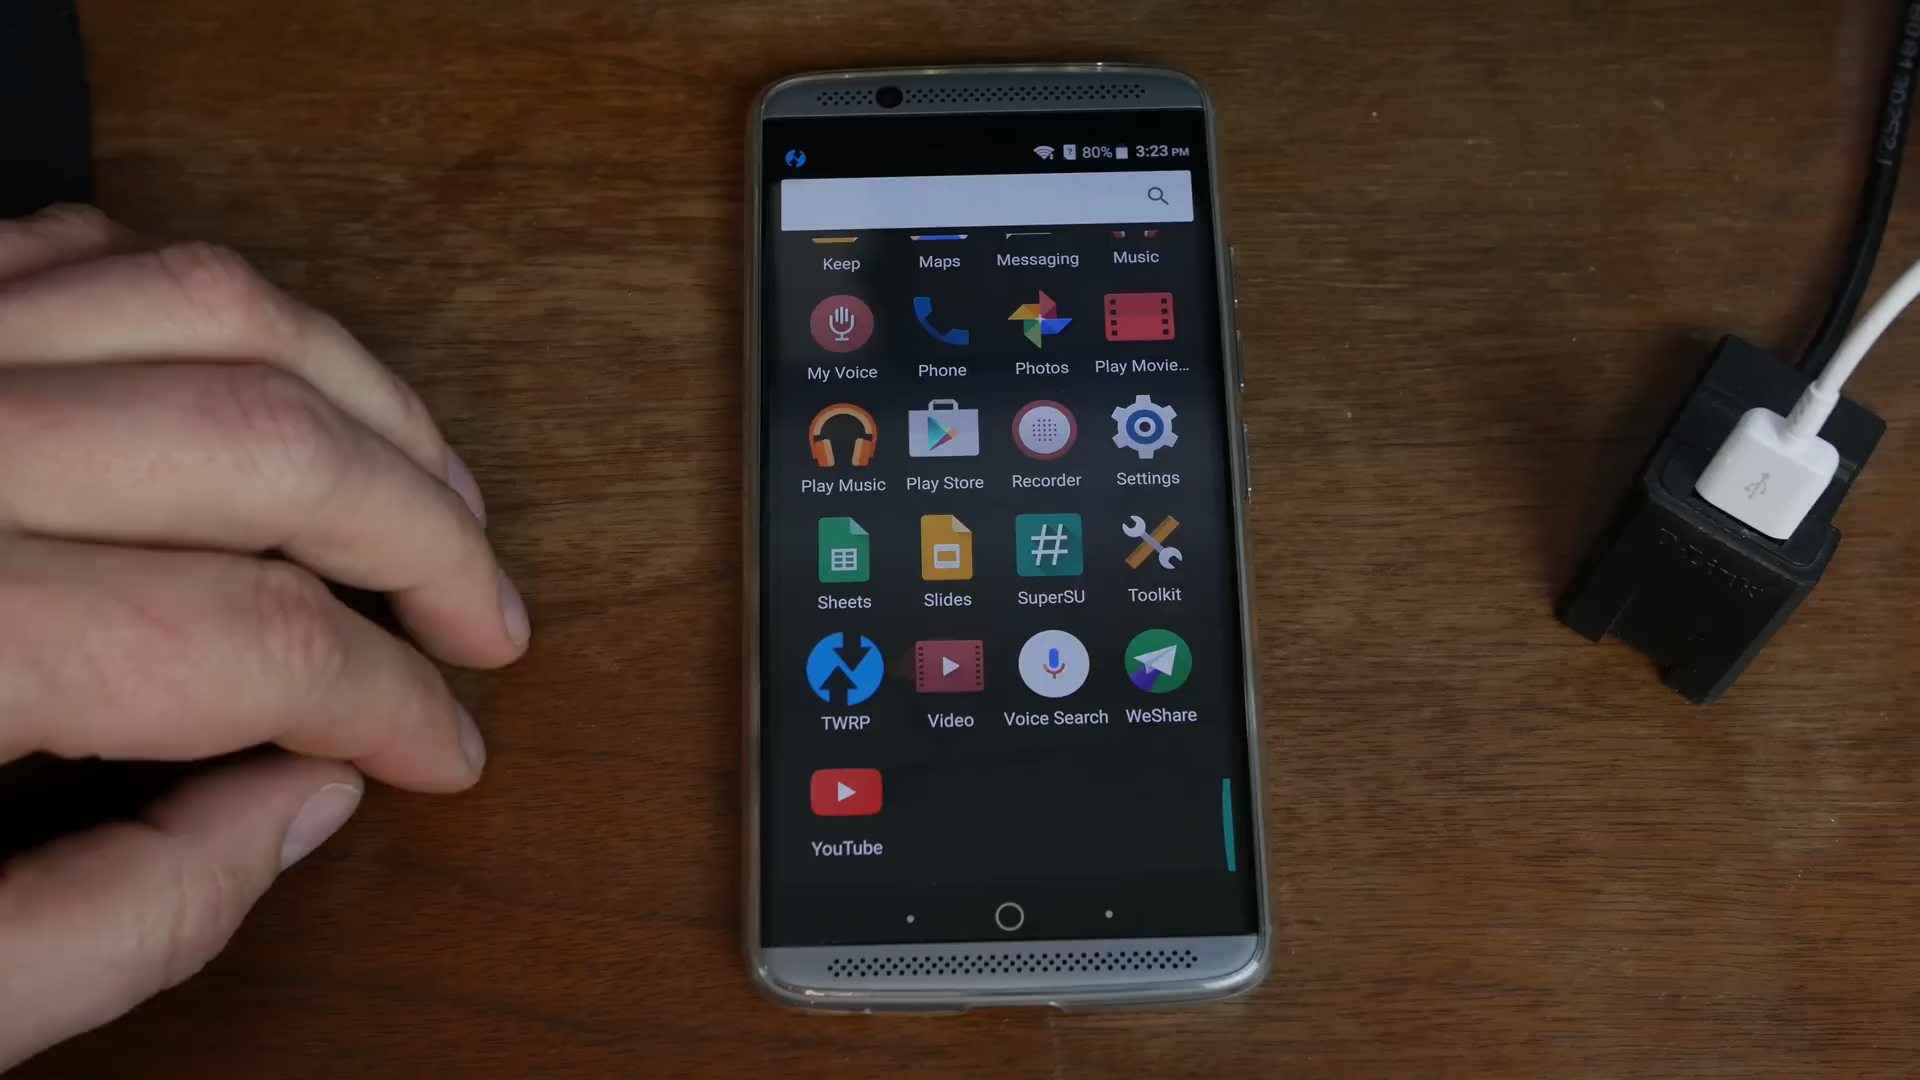 80% 3:23 PM
Keep Maps Messaging Music
My Voice Phone Photos Play Movie...
Play Music Play Store Recorder Settings
Sheets Slides SuperSU Toolkit
TWRP Video Voice Search WeShare
YouTube